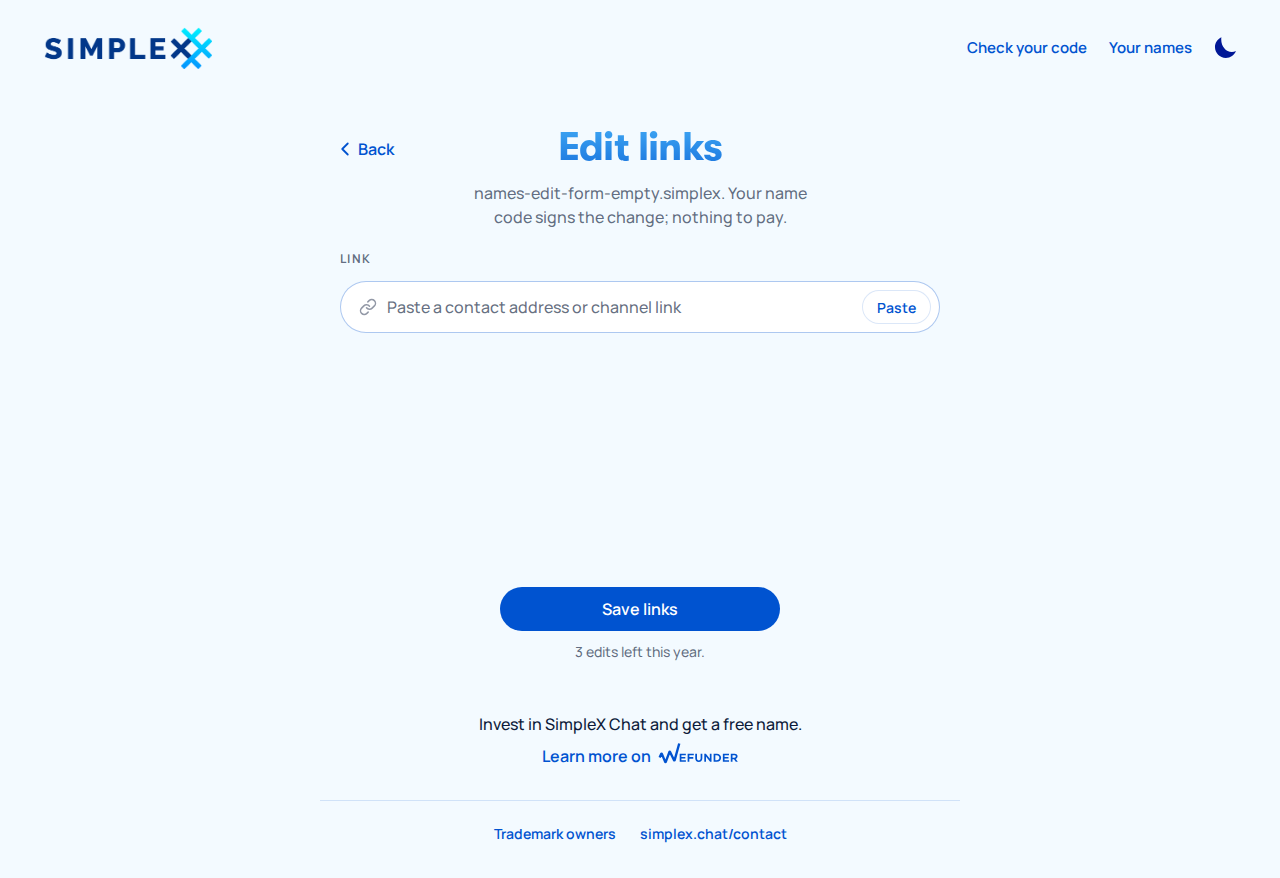 SIMPLEX
Check your code
Your names
Back
Edit links
names-edit-form-empty.simplex. Your name
code signs the change; nothing to pay.
LINK
Paste a contact address or channel link
Paste
Save links
3 edits left this year.
Invest in SimpleX Chat and get a free name.
Learn more on WEFUNDER
Trademark owners
simplex.chat/contact